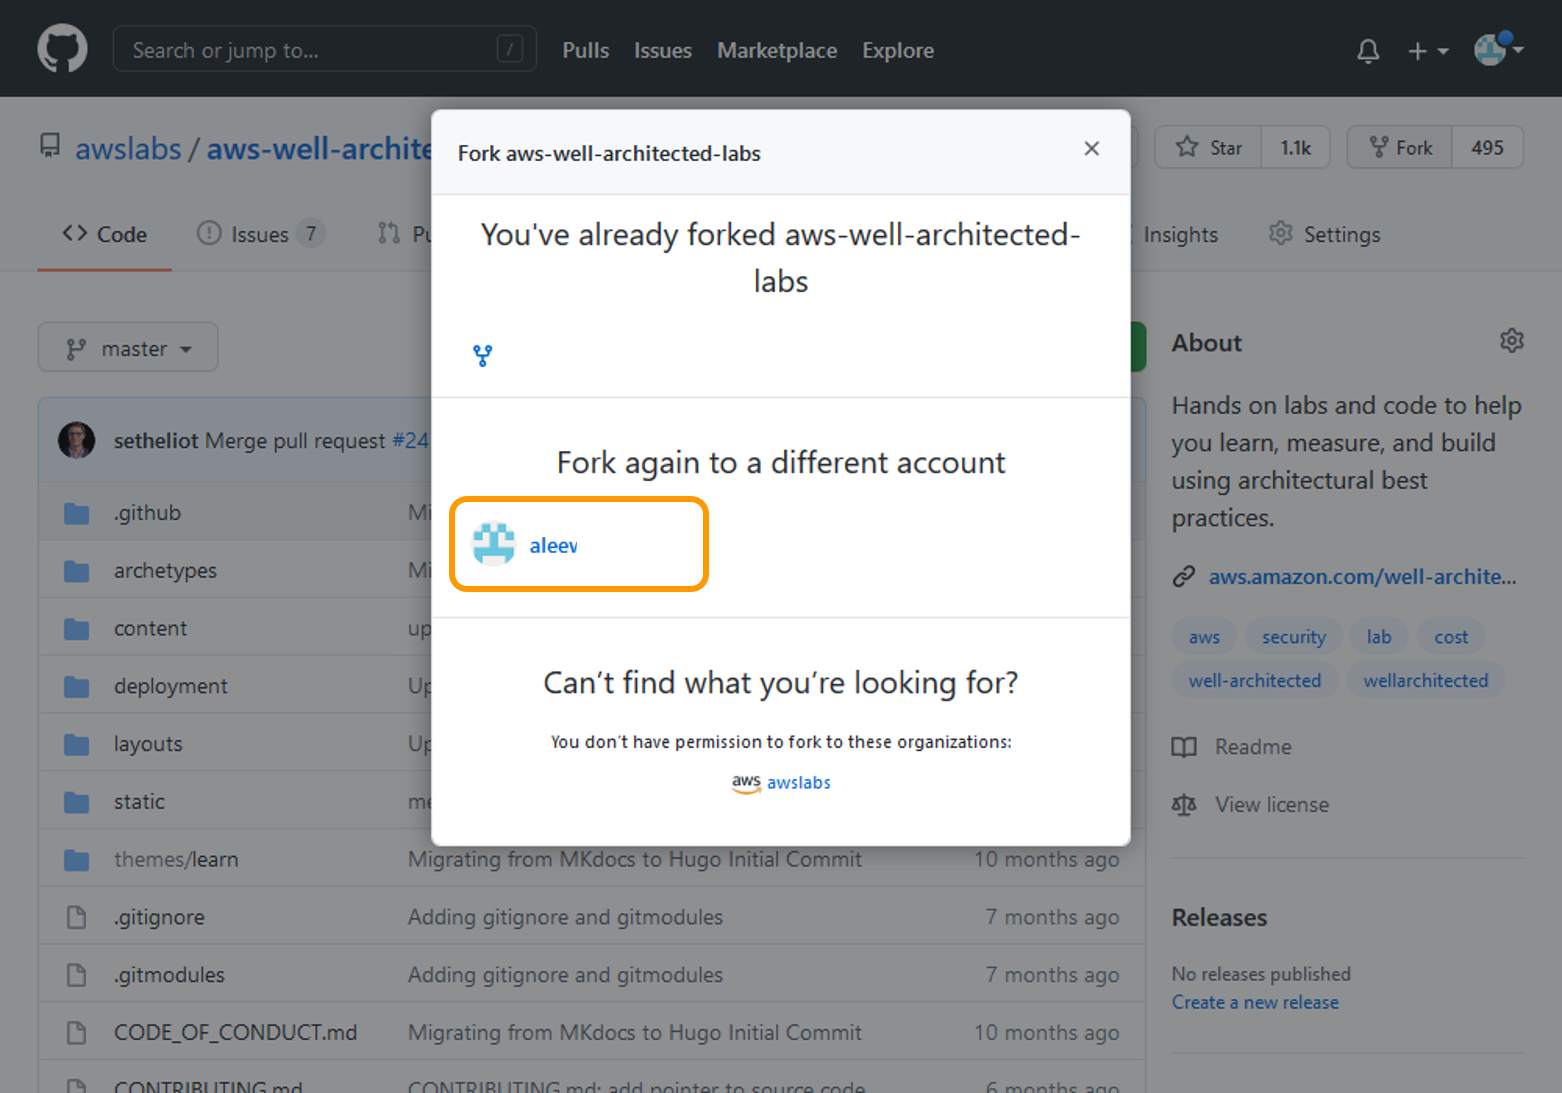 Search or jump to... /
Pulls Issues Marketplace Explore
awslabs / aws-well-archite
Star 1.1k
Fork 495
Fork aws-well-architected-labs
Code
Issues 7
Pu
Insights
Settings
You've already forked aws-well-architected-
labs
master
Fork again to a different account
aleev
Can’t find what you’re looking for?
You don’t have permission to fork to these organizations:
aws awslabs
setheliot Merge pull request #24
.github Mi
archetypes Mi
content up
deployment Up
layouts Up
static me
themes/learn Migrating from MKdocs to Hugo Initial Commit 10 months ago
.gitignore Adding gitignore and gitmodules 7 months ago
.gitmodules Adding gitignore and gitmodules 7 months ago
CODE_OF_CONDUCT.md Migrating from MKdocs to Hugo Initial Commit 10 months ago
CONTRIBUTING.md CONTRIBUTING.md: add pointer to source code 6 months ago
About
Hands on labs and code to help
you learn, measure, and build
using architectural best
practices.
aws.amazon.com/well-archite...
aws security lab cost
well-architected wellarchitected
Readme
View license
Releases
No releases published
Create a new release